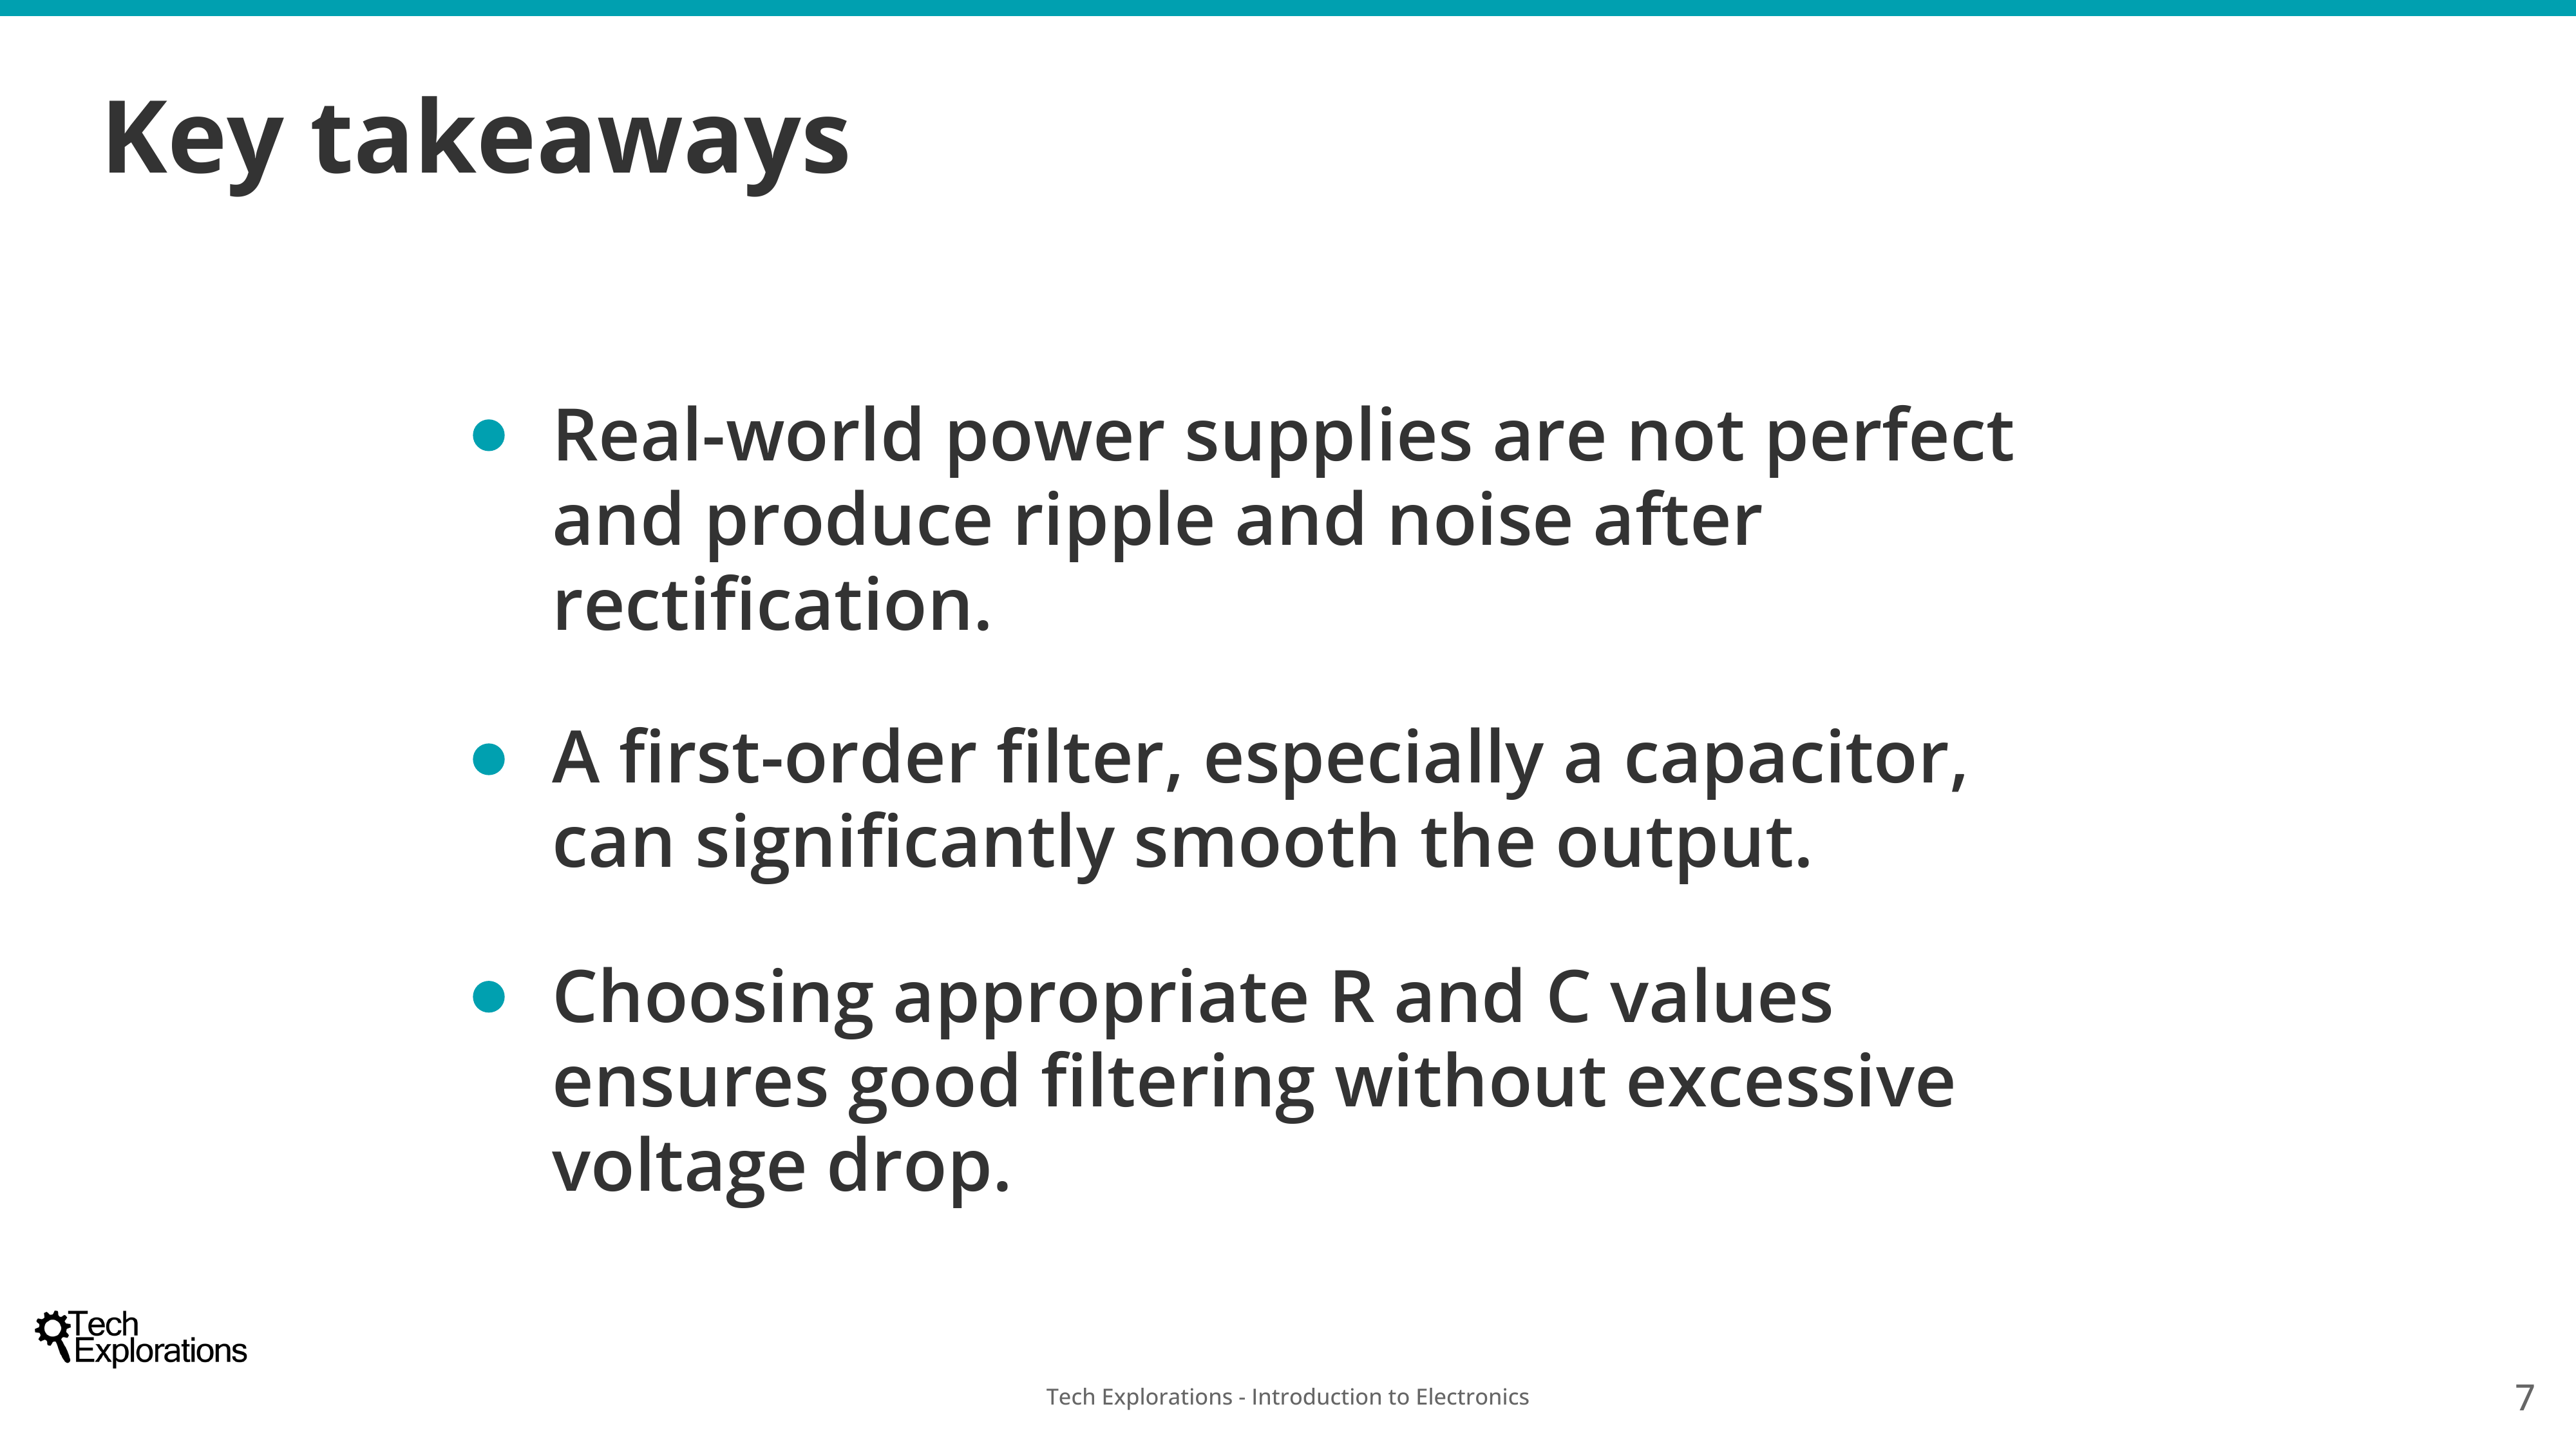 Key takeaways
● Real-world power supplies are not perfect
and produce ripple and noise after
rectification.
● A first-order filter, especially a capacitor,
can significantly smooth the output.
● Choosing appropriate R and C values
ensures good filtering without excessive
voltage drop.
Tech
Explorations
Tech Explorations - Introduction to Electronics
7